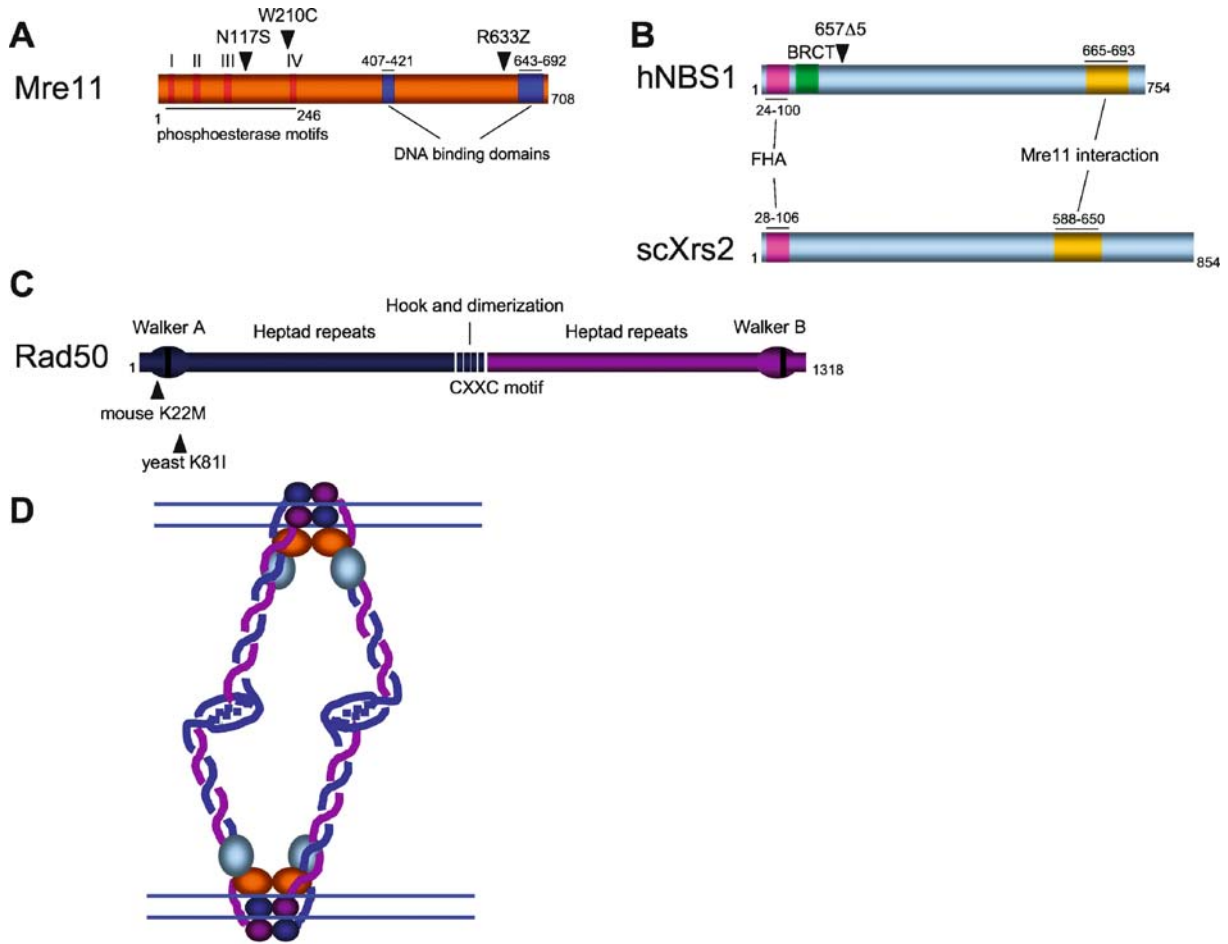 A
Mre11
W210C
N117S
R633Z
I II III IV
407-421
643-692
1
246
708
phosphoesterase motifs
DNA binding domains
B
hNBS1
657Δ5
BRCT
665-693
1
754
24-100
FHA
Mre11 interaction
28-106
588-650
scXrs2
1
854
C
Hook and dimerization
Walker A
Heptad repeats
Heptad repeats
Walker B
Rad50
1
1318
CXXC motif
mouse K22M
yeast K81I
D